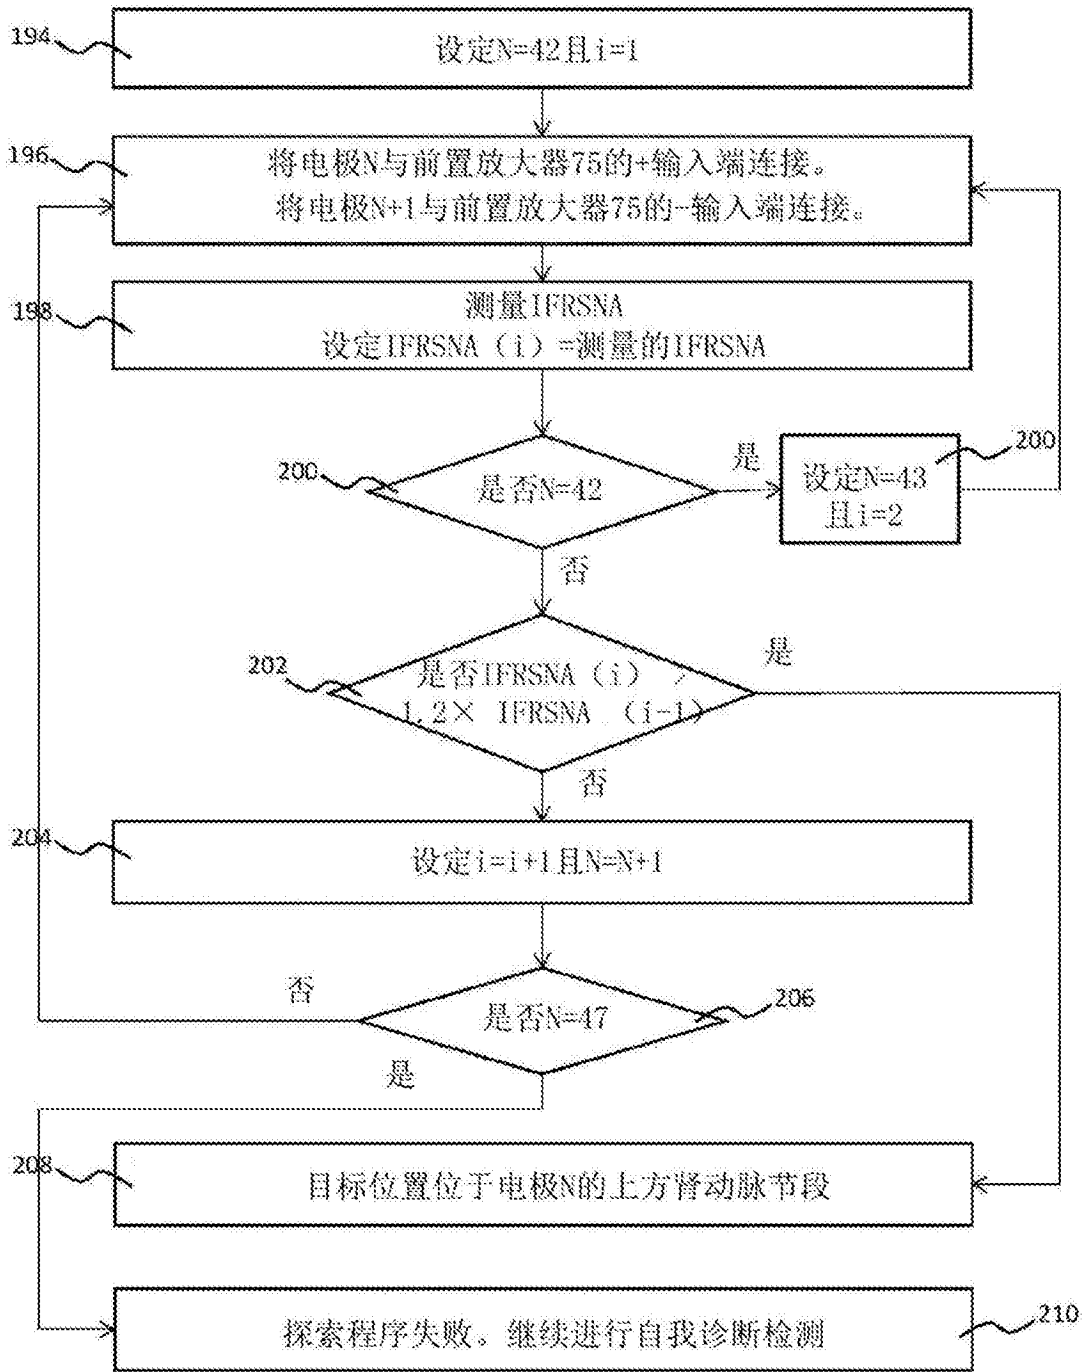 194
设定N=42且i=1
196
将电极N与前置放大器75的+输入端连接。
将电极N+1与前置放大器75的-输入端连接。
198
测量IFRSNA
设定IFRSNA（i）=测量的IFRSNA
200
是否N=42
是
200
设定N=43
且i=2
否
202
是否IFRSNA（i） >
1.2× IFRSNA （i-1）
是
否
204
设定i=i+1且N=N+1
否
是否N=47
206
是
208
目标位置位于电极N的上方肾动脉节段
210
探索程序失败。继续进行自我诊断检测